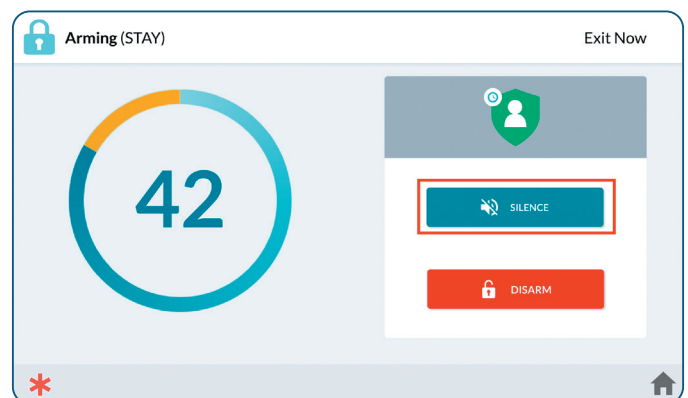 Arming (STAY)
Exit Now
42
SILENCE
DISARM